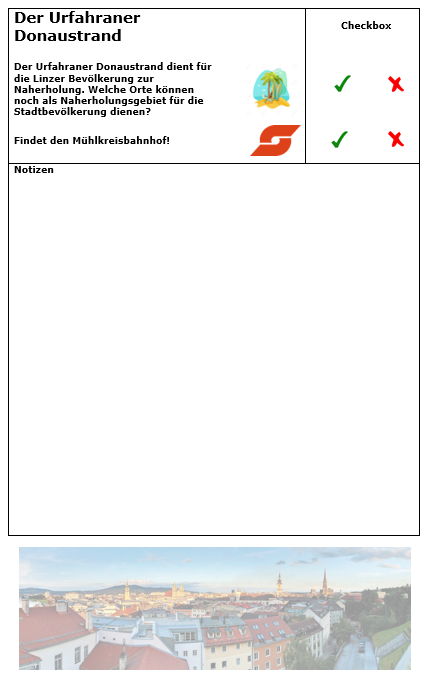 Der Urfahraner
Donaustrand
Checkbox
Der Urfahraner Donaustrand dient für
die Linzer Bevölkerung zur
Naherholung. Welche Orte können
noch als Naherholungsgebiet für die
Stadtbevölkerung dienen?
Findet den Mühlkreisbahnhof!
Notizen